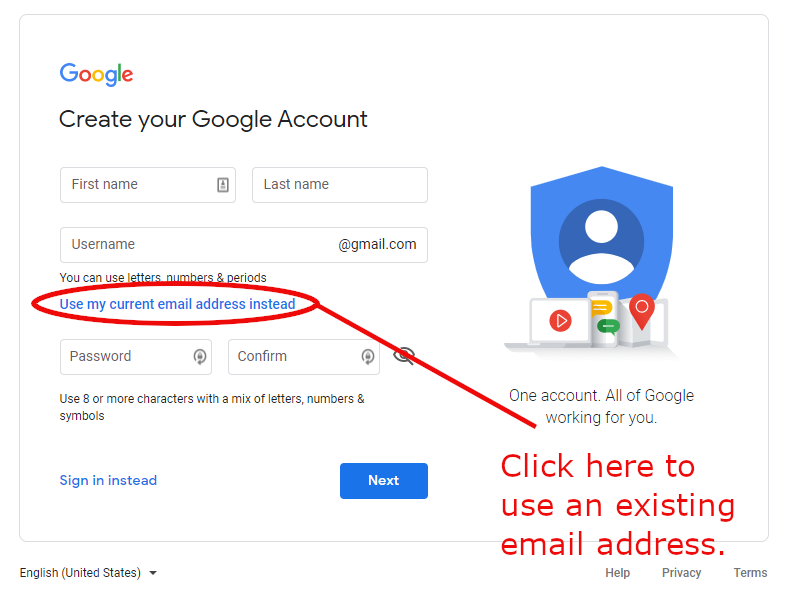 Google
Create your Google Account
First name
Last name
Username @gmail.com
You can use letters, numbers & periods
Use my current email address instead
Password
Confirm
Use 8 or more characters with a mix of letters, numbers &
symbols
Sign in instead
Next
One account. All of Google
working for you.
Click here to
use an existing
email address.
English (United States)
Help
Privacy
Terms